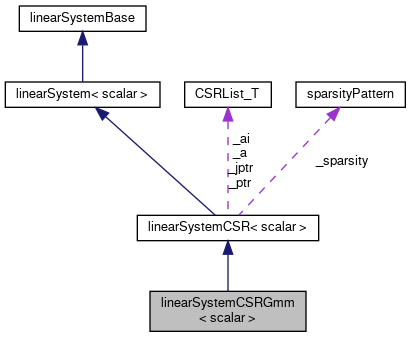 linearSystemBase
linearSystem< scalar >
CSRList_T
sparsityPattern
_ai
_a
_jptr
_ptr
_sparsity
linearSystemCSR< scalar >
linearSystemCSRGmm
< scalar >